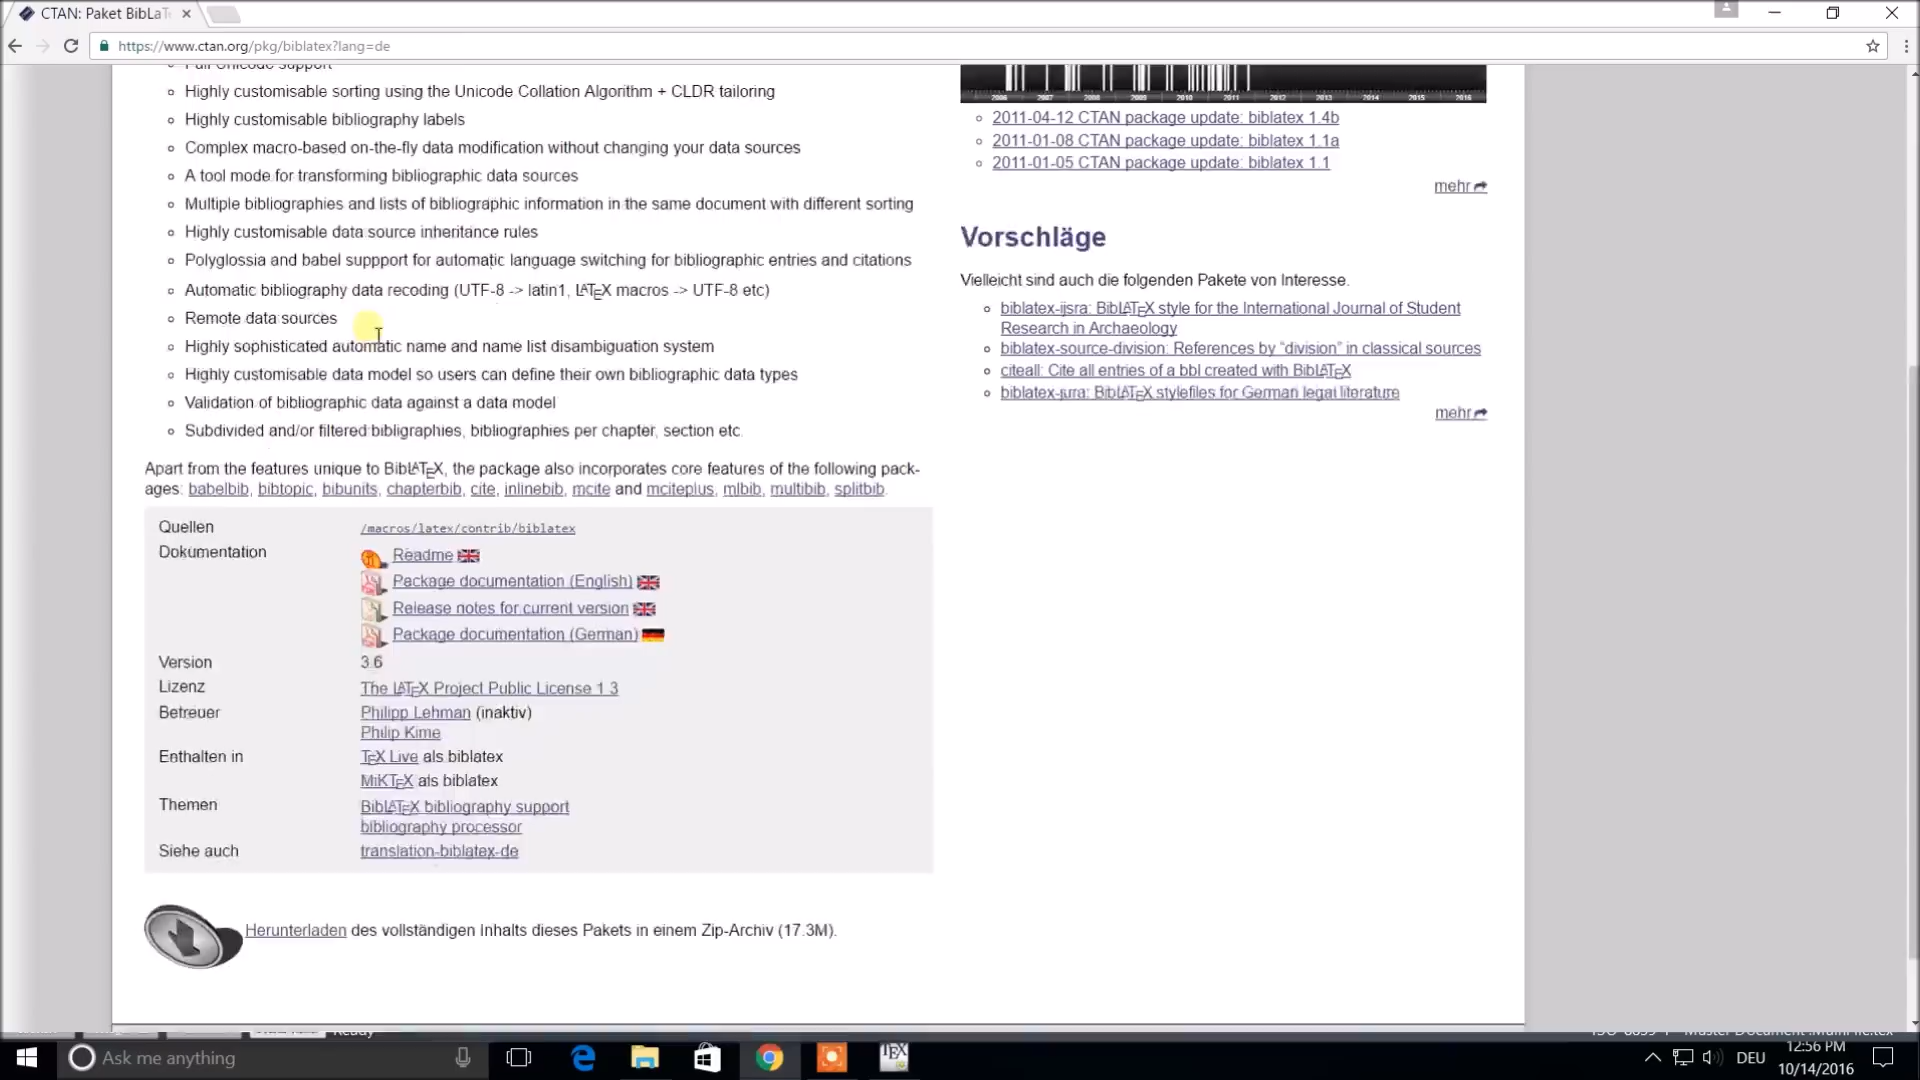 CTAN: Paket BibLaT
https://www.ctan.org/pkg/biblatex?lang=de
Full Unicode support
Highly customisable sorting using the Unicode Collation Algorithm + CLDR tailoring
Highly customisable bibliography labels
Complex macro-based on-the-fly data modification without changing your data sources
A tool mode for transforming bibliographic data sources
Multiple bibliographies and lists of bibliographic information in the same document with different sorting
Highly customisable data source inheritance rules
Polyglossia and babel suppport for automatic language switching for bibliographic entries and citations
Automatic bibliography data recoding (UTF-8 -> latin1, LATEX macros -> UTF-8 etc)
Remote data sources
Highly sophisticated automatic name and name list disambiguation system
Highly customisable data model so users can define their own bibliographic data types
Validation of bibliographic data against a data model
Subdivided and/or filtered bibligraphies, bibliographies per chapter, section etc.
Apart from the features unique to BibLATEX, the package also incorporates core features of the following pack-
ages: babelbib, bibtopic, bibunits, chapterbib, cite, inlinebib, mcite and mciteplus, mlbib, multibib, splitbib.
Quellen /macros/latex/contrib/biblatex
Dokumentation Readme
Package documentation (English)
Release notes for current version
Package documentation (German)
Version 3.6
Lizenz The LATEX Project Public License 1.3
Betreuer Philipp Lehman (inaktiv)
Philip Kime
Enthalten in TEX Live als biblatex
MiKTEX als biblatex
Themen BibLATEX bibliography support
bibliography processor
Siehe auch translation-biblatex-de
Herunterladen des vollständigen Inhalts dieses Pakets in einem Zip-Archiv (17.3M).
2006 2007 2008 2009 2010 2011 2012 2013 2014 2015 2016
2011-04-12 CTAN package update: biblatex 1.4b
2011-01-08 CTAN package update: biblatex 1.1a
2011-01-05 CTAN package update: biblatex 1.1
mehr
Vorschläge
Vielleicht sind auch die folgenden Pakete von Interesse.
biblatex-ijsra: BibLATEX style for the International Journal of Student
Research in Archaeology
biblatex-source-division: References by “division” in classical sources
citeall: Cite all entries of a bbl created with BibLATEX
biblatex-jura: BibLATEX stylefiles for German legal literature
mehr
Ready
Ask me anything
TEX
DEU
12:56 PM
10/14/2016